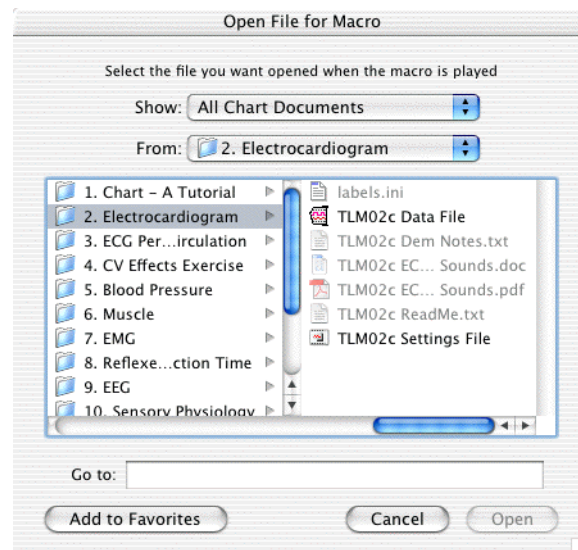 Open File for Macro
Select the file you want opened when the macro is played
Show: All Chart Documents
From: 2. Electrocardiogram
1. Chart – A Tutorial
2. Electrocardiogram
3. ECG Per...irculation
4. CV Effects Exercise
5. Blood Pressure
6. Muscle
7. EMG
8. Reflexe...ction Time
9. EEG
10. Sensory Physiology
labels.ini
TLM02c Data File
TLM02c Dem Notes.txt
TLM02c EC... Sounds.doc
TLM02c EC... Sounds.pdf
TLM02c ReadMe.txt
TLM02c Settings File
Go to:
Add to Favorites
Cancel
Open